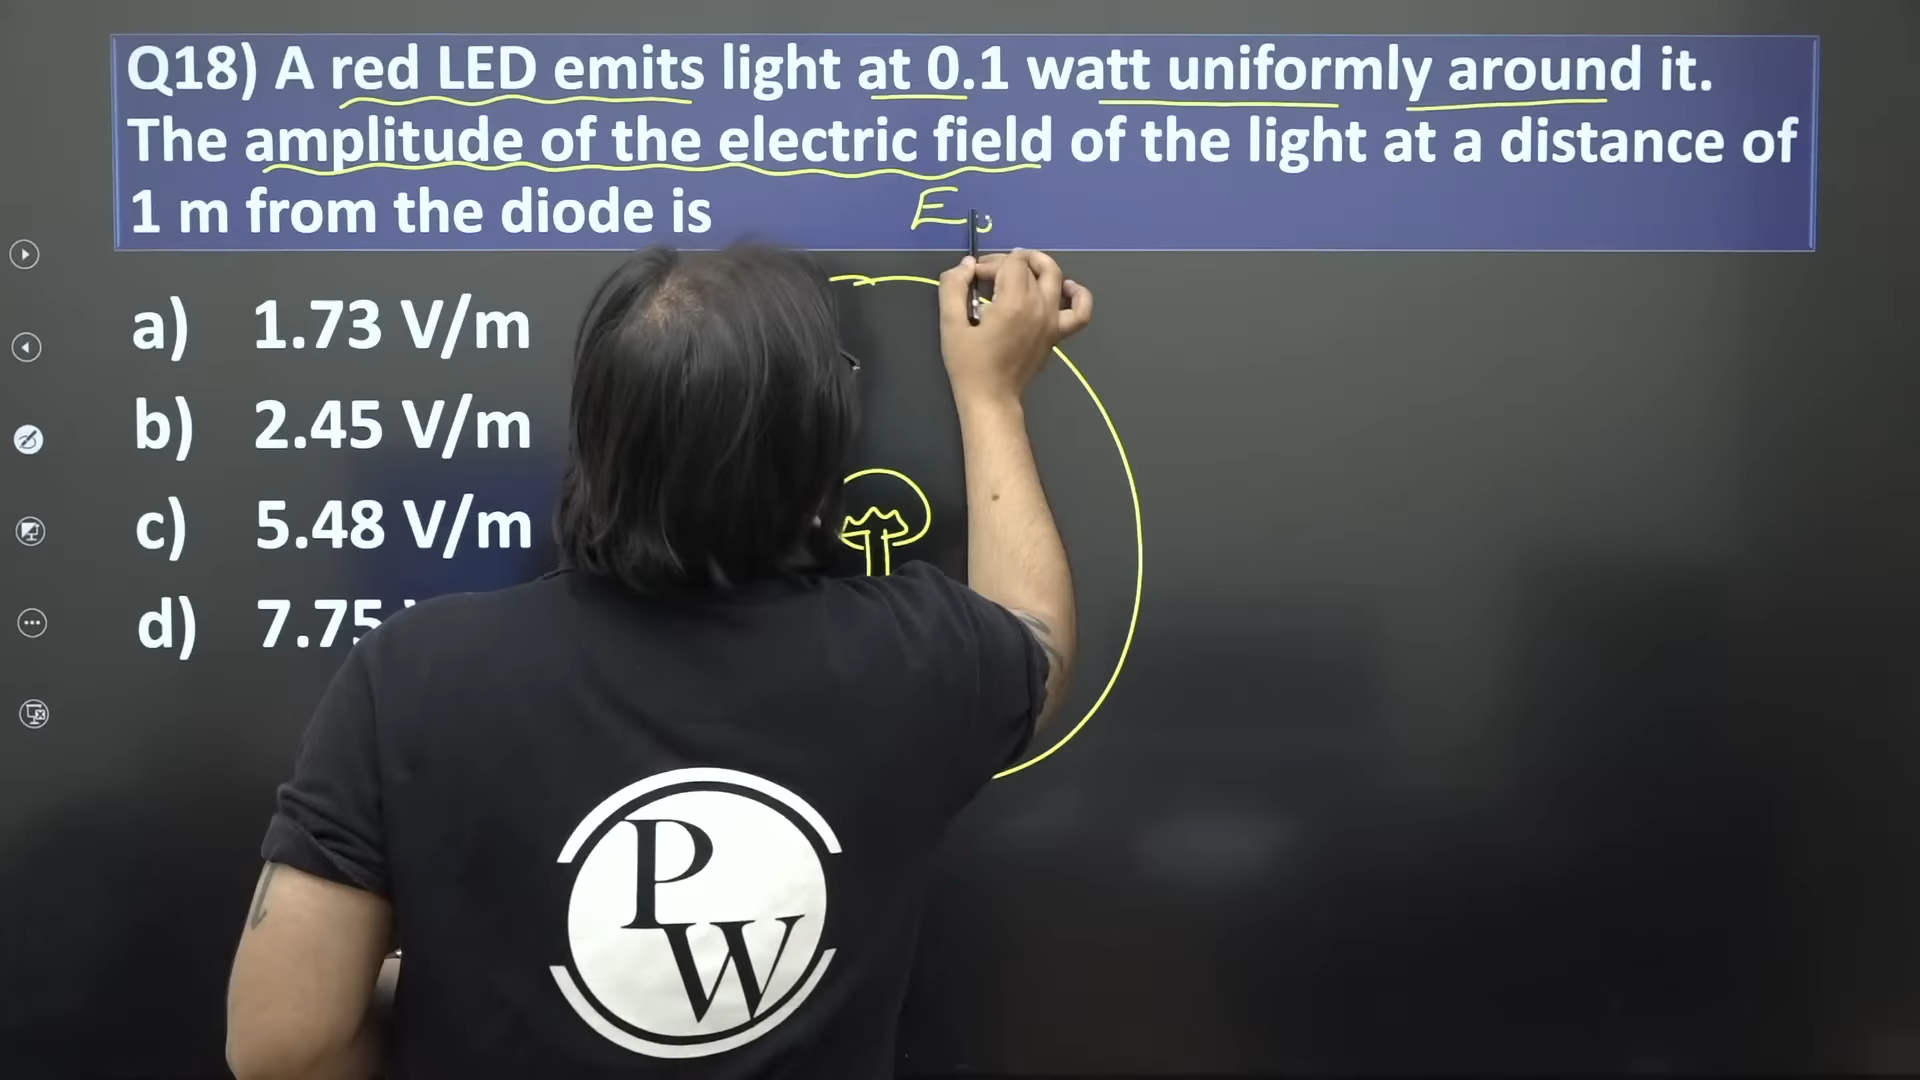 Q18) A red LED emits light at 0.1 watt uniformly around it.
The amplitude of the electric field of the light at a distance of
1 m from the diode is
E₀
a) 1.73 V/m
b) 2.45 V/m
c) 5.48 V/m
d) 7.75
PW